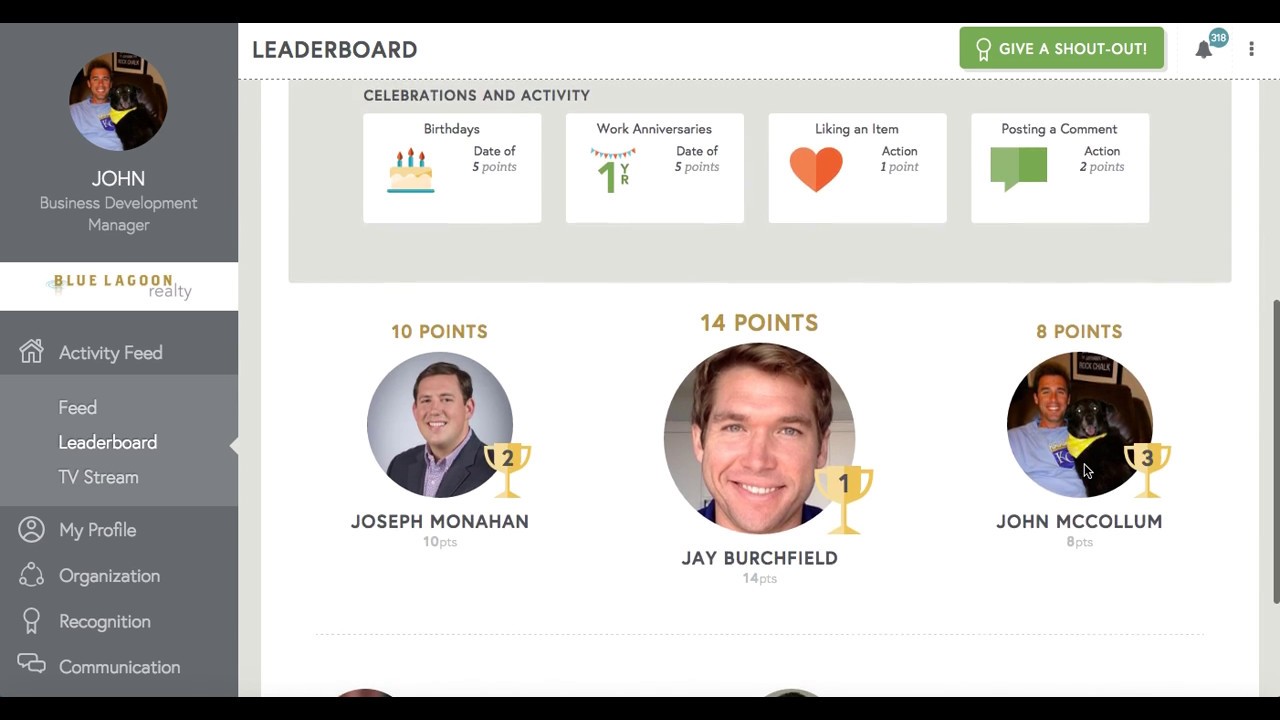 JOHN
Business Development
Manager
BLUE LAGOON
realty
Activity Feed
Feed
Leaderboard
TV Stream
My Profile
Organization
Recognition
Communication
LEADERBOARD
GIVE A SHOUT-OUT!
318
CELEBRATIONS AND ACTIVITY
Birthdays
Date of
5 points
Work Anniversaries
1 YR
Date of
5 points
Liking an Item
Action
1 point
Posting a Comment
Action
2 points
10 POINTS
2
JOSEPH MONAHAN
10pts
14 POINTS
1
JAY BURCHFIELD
14pts
8 POINTS
ROCK CHALK
KC
3
JOHN MCCOLLUM
8pts